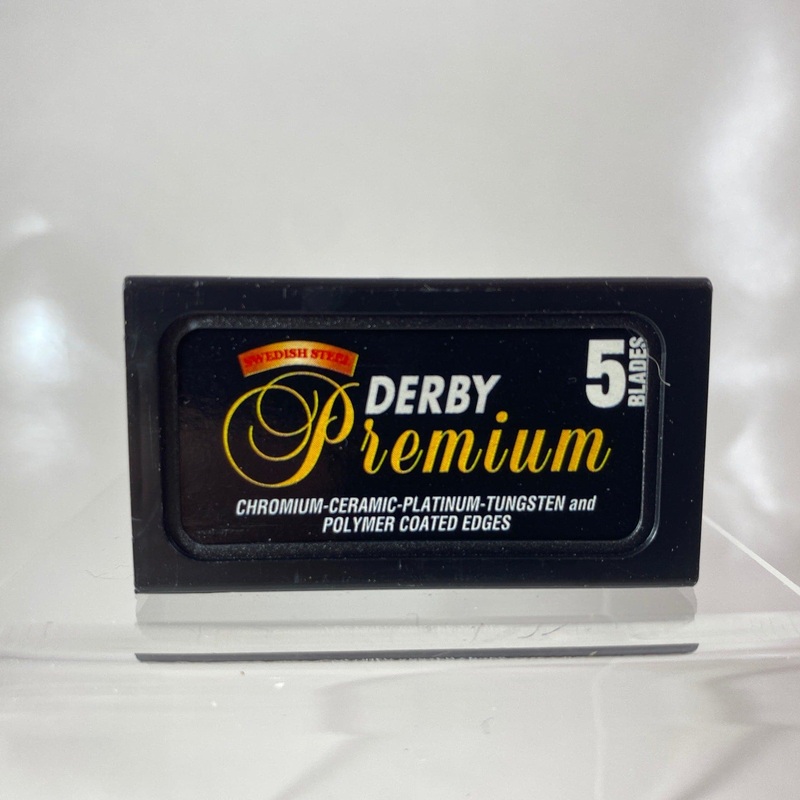 SWEDISH STEEL
DERBY
Premium
5
BLADES
CHROMIUM-CERAMIC-PLATINUM-TUNGSTEN and
POLYMER COATED EDGES